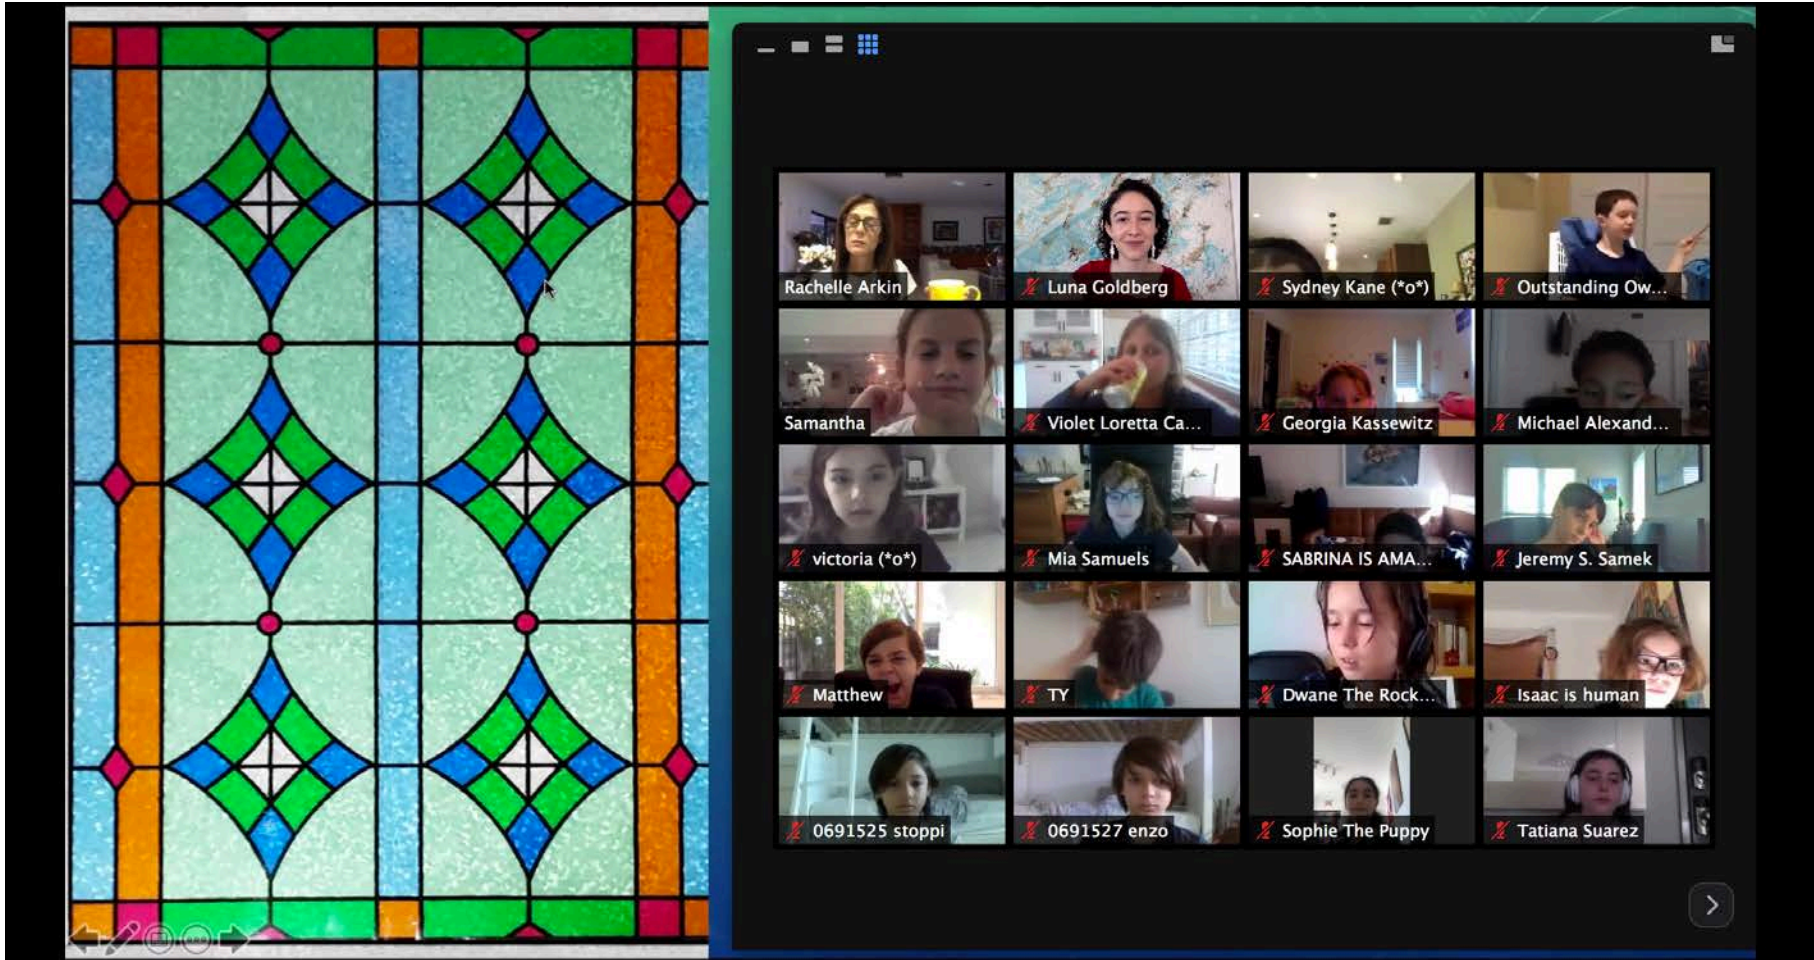 Rachelle Arkin
Luna Goldberg
Sydney Kane (*o*)
Outstanding Ow...
Samantha
Violet Loretta Ca...
Georgia Kassewitz
Michael Alexand...
victoria (*o*)
Mia Samuels
SABRINA IS AMA...
Jeremy S. Samek
Matthew
TY
Dwane The Rock...
Isaac is human
0691525 stoppi
0691527 enzo
Sophie The Puppy
Tatiana Suarez